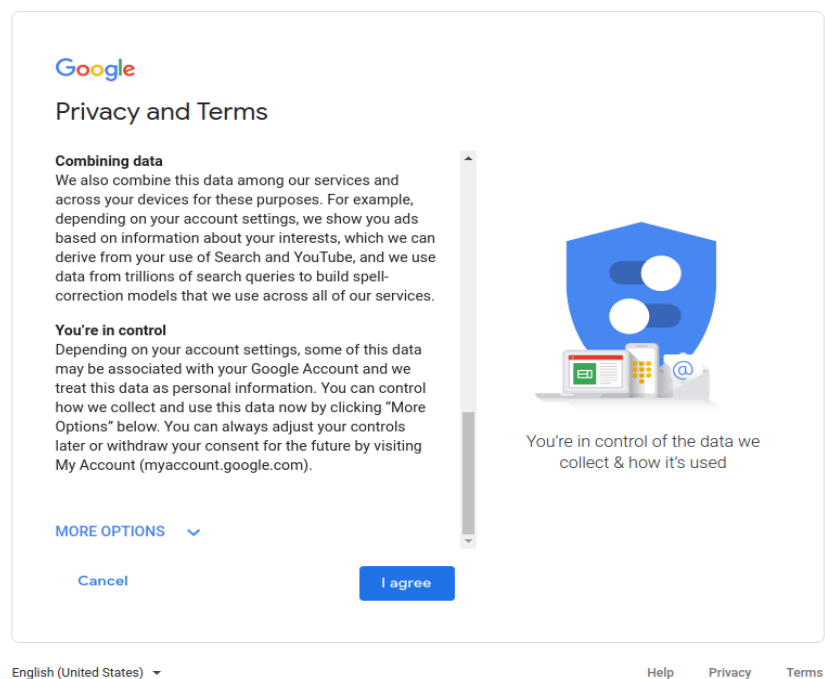 Google
Privacy and Terms
Combining data
We also combine this data among our services and
across your devices for these purposes. For example,
depending on your account settings, we show you ads
based on information about your interests, which we can
derive from your use of Search and YouTube, and we use
data from trillions of search queries to build spell-
correction models that we use across all of our services.
You're in control
Depending on your account settings, some of this data
may be associated with your Google Account and we
treat this data as personal information. You can control
how we collect and use this data now by clicking “More
Options” below. You can always adjust your controls
later or withdraw your consent for the future by visiting
My Account (myaccount.google.com).
MORE OPTIONS
Cancel
I agree
@
You're in control of the data we
collect & how it's used
English (United States)
Help
Privacy
Terms